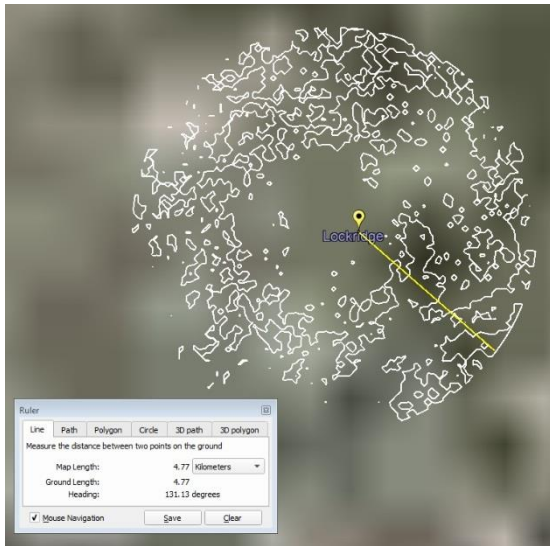 Lockridge
Ruler
Line Path Polygon Circle 3D path 3D polygon
Measure the distance between two points on the ground
Map Length: 4.77 Kilometers
Ground Length: 4.77
Heading: 131.13 degrees
Mouse Navigation Save Clear